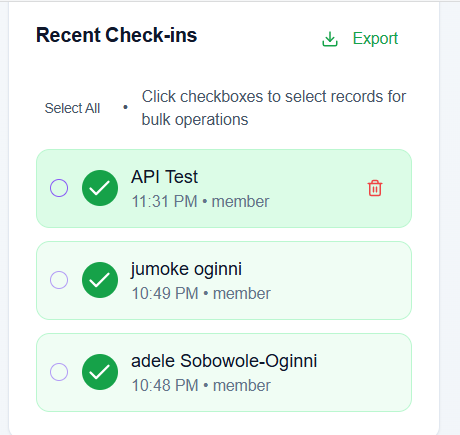 Recent Check-ins
Export
Select All
•
Click checkboxes to select records for
bulk operations
API Test
11:31 PM • member
jumoke oginni
10:49 PM • member
adele Sobowole-Oginni
10:48 PM • member